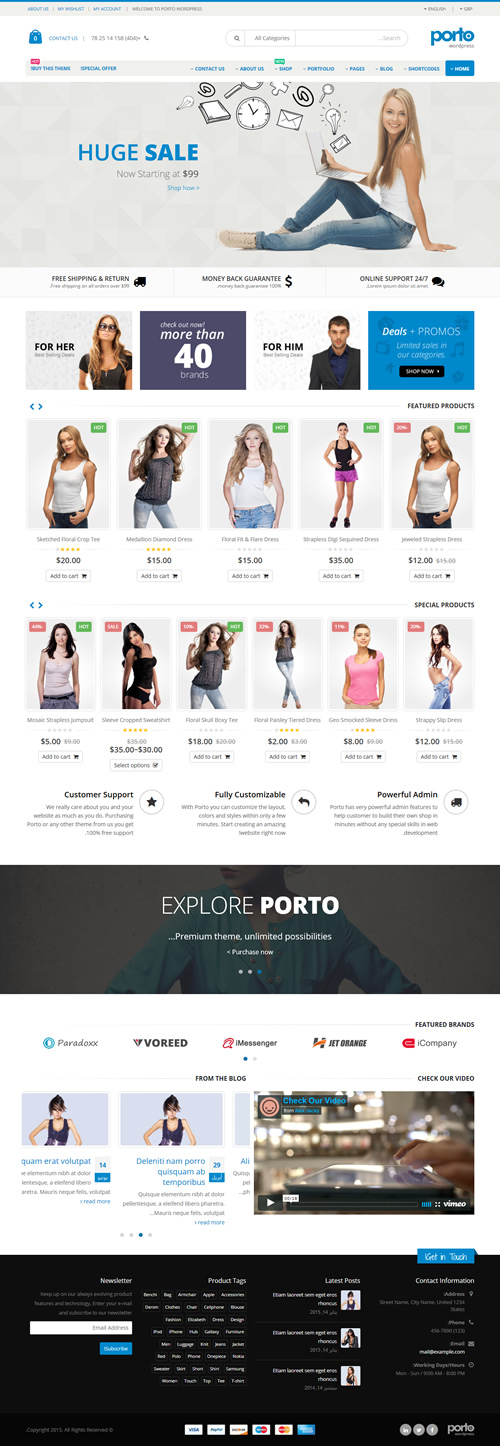 ABOUT US | MY WISHLIST | MY ACCOUNT | WELCOME TO PORTO WORDPRESS
ENGLISH | GBP
0 CONTACT US | 78 25 14 158 (404)+
All Categories ...Search
porto
wordpress
!BUY THIS THEME HOT
!SPECIAL OFFER
CONTACT US ABOUT US SHOP NEW PORTFOLIO PAGES BLOG SHORTCODES HOME
HUGE SALE
Now Starting at $99
Shop Now >
FREE SHIPPING & RETURN
.Free shipping on all orders over $99
MONEY BACK GUARANTEE
.money back guarantee 100%
ONLINE SUPPORT 24/7
.Lorem ipsum dolor sit amet
FOR HER
Best Selling Deals
check out now!
more than
40
brands
FOR HIM
Best Selling Deals
Deals + PROMOS
Limited sales in
our categories.
SHOP NOW
FEATURED PRODUCTS
HOT
Sketched Floral Crop Tee
$20.00
Add to cart
HOT
Medallion Diamond Dress
$15.00
Add to cart
Floral Fit & Flare Dress
$15.00
Add to cart
HOT
Strapless Digi Sequined Dress
$35.00
Add to cart
20%- HOT
Jeweled Strapless Dress
$12.00 $15.00
Add to cart
SPECIAL PRODUCTS
44%- HOT
Mosaic Strapless Jumpsuit
$5.00 $9.00
Add to cart
SALE
Sleeve Cropped Sweatshirt
$35.00
$35.00–$30.00
Select options
10%- HOT
Floral Skull Boxy Tee
$18.00 $20.00
Add to cart
33%-
Floral Paisley Tiered Dress
$2.00 $3.00
Add to cart
11%-
Geo Smocked Sleeve Dress
$8.00 $9.00
Add to cart
20%-
Strappy Slip Dress
$12.00 $15.00
Add to cart
Customer Support
We really care about you and your
website as much as you do. Purchasing
Porto or any other theme from us you get
.100% free support
Fully Customizable
With Porto you can customize the layout,
colors and styles within only a few
minutes. Start creating an amazing
!website right now
Powerful Admin
Porto has very powerful admin features to
help customer to build their own shop in
minutes without any special skills in web
.development
EXPLORE PORTO
...Premium theme, unlimited possibilities
< Purchase now
FEATURED BRANDS
Paradoxx
VOREED
iMessenger
JET ORANGE
iCompany
FROM THE BLOG
CHECK OUR VIDEO
quam erat volutpat
14
يونيو
uisque elementum nibh at dolor
pellentesque, a eleifend libero
pharetra. Mauris neque felis, volutpat
read more
Deleniti nam porro
quisquam ab
temporibus
29
أبريل
Quisque elementum nibh at dolor
pellentesque, a eleifend libero pharetra.
...Mauris neque felis, volutpat
read more
Ali
Check Our Video
from
00:19
vimeo
!Get in Touch
Newsletter
Keep up on our always evolving product
features and technology. Enter your e-mail
.and subscribe to our newsletter
Email Address
!Subscribe
Product Tags
Benchi Bag Armchair Apple Accessories
Denim Clothes Chair Cellphone Blouse
Fashion Elizabeth Dress Design
iPod iPhone Hub Gallery Furniture
Men Luggage Knit Jeans Jacket
Red Polo Phone Onepiece Nokia
Sweater Skirt Short Shirt Samsung
Women Touch Top Tee T-shirt
Latest Posts
Etiam laoreet sem eget eros
rhoncus
يناير 14, 2015
Etiam laoreet sem eget eros
rhoncus
يناير 14, 2015
Etiam laoreet sem eget eros
rhoncus
سبتمبر 14, 2014
Contact Information
:Address
Street Name, City Name, United 1234
States
:Phone
456-7890 (123)
:Email
mail@example.com
:Working Days/Hours
Mon - Sun / 9:00 AM - 8:00 PM
.Copyright 2015. All Rights Reserved ©
VISA PayPal
porto
wordpress